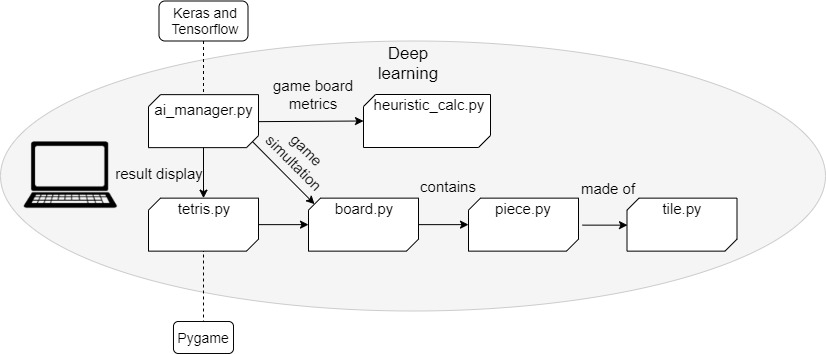 Keras and
Tensorflow
Deep
learning
game board
metrics
ai_manager.py
heuristic_calc.py
game
simultation
result display
contains
made of
tetris.py
board.py
piece.py
tile.py
Pygame